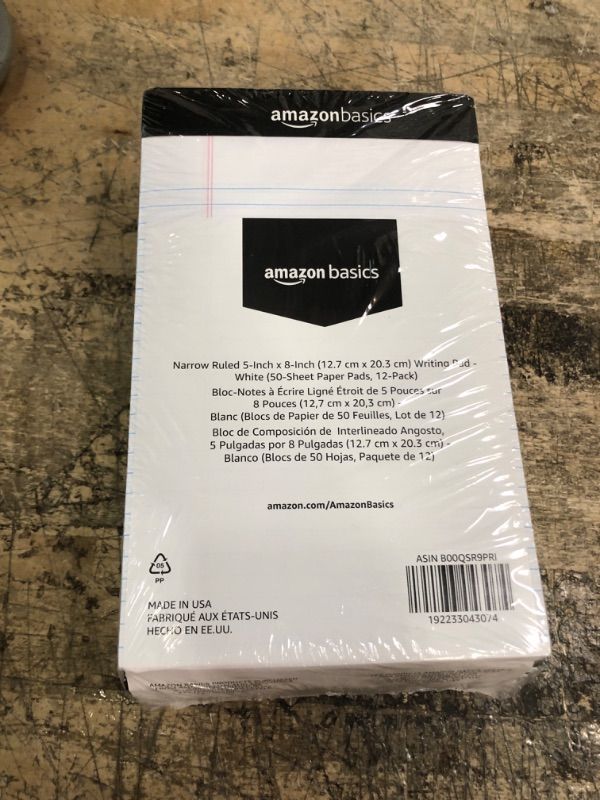 amazonbasics
amazon basics
Narrow Ruled 5-Inch x 8-Inch (12.7 cm x 20.3 cm) Writing Pad -
White (50-Sheet Paper Pads, 12-Pack)
Bloc-Notes à Écrire Ligné Étroit de 5 Pouces sur
8 Pouces (12,7 cm x 20,3 cm) -
Blanc (Blocs de Papier de 50 Feuilles, Lot de 12)
Bloc de Composición de Interlineado Angosto,
5 Pulgadas por 8 Pulgadas (12.7 cm x 20.3 cm) -
Blanco (Blocs de 50 Hojas, Paquete de 12)
amazon.com/AmazonBasics
05
PP
ASIN B00QSR9PRI
192233043074
MADE IN USA
FABRIQUÉ AUX ÉTATS-UNIS
HECHO EN EE.UU.